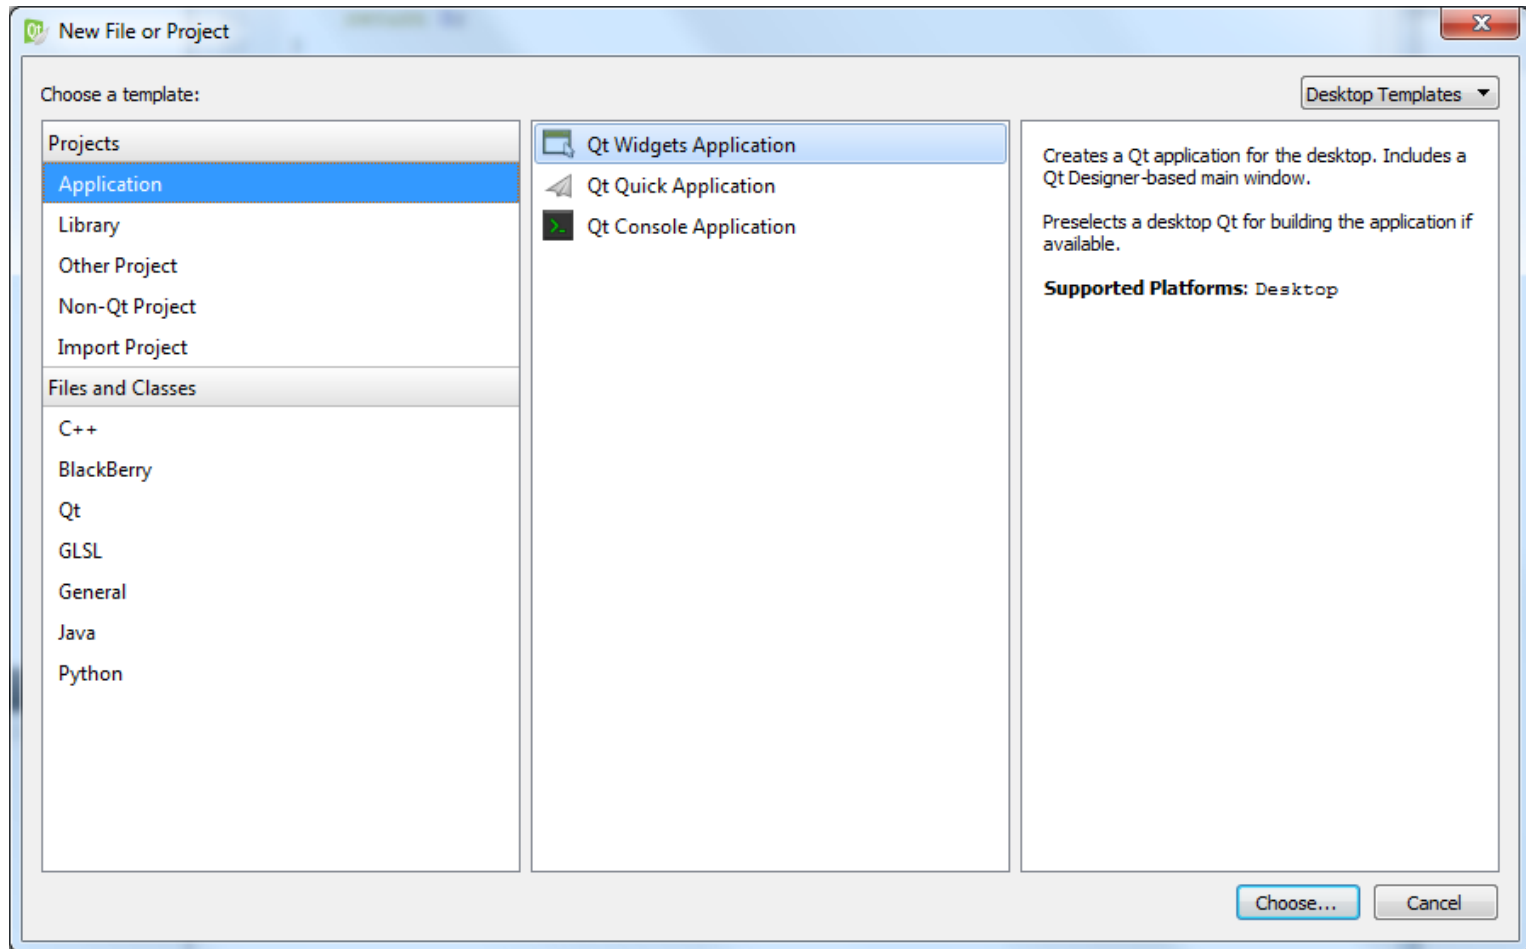 New File or Project
Choose a template:
Desktop Templates
Projects
Application
Library
Other Project
Non-Qt Project
Import Project
Files and Classes
C++
BlackBerry
Qt
GLSL
General
Java
Python
Qt Widgets Application
Qt Quick Application
Qt Console Application
Creates a Qt application for the desktop. Includes a
Qt Designer-based main window.
Preselects a desktop Qt for building the application if
available.
Supported Platforms: Desktop
Choose...
Cancel